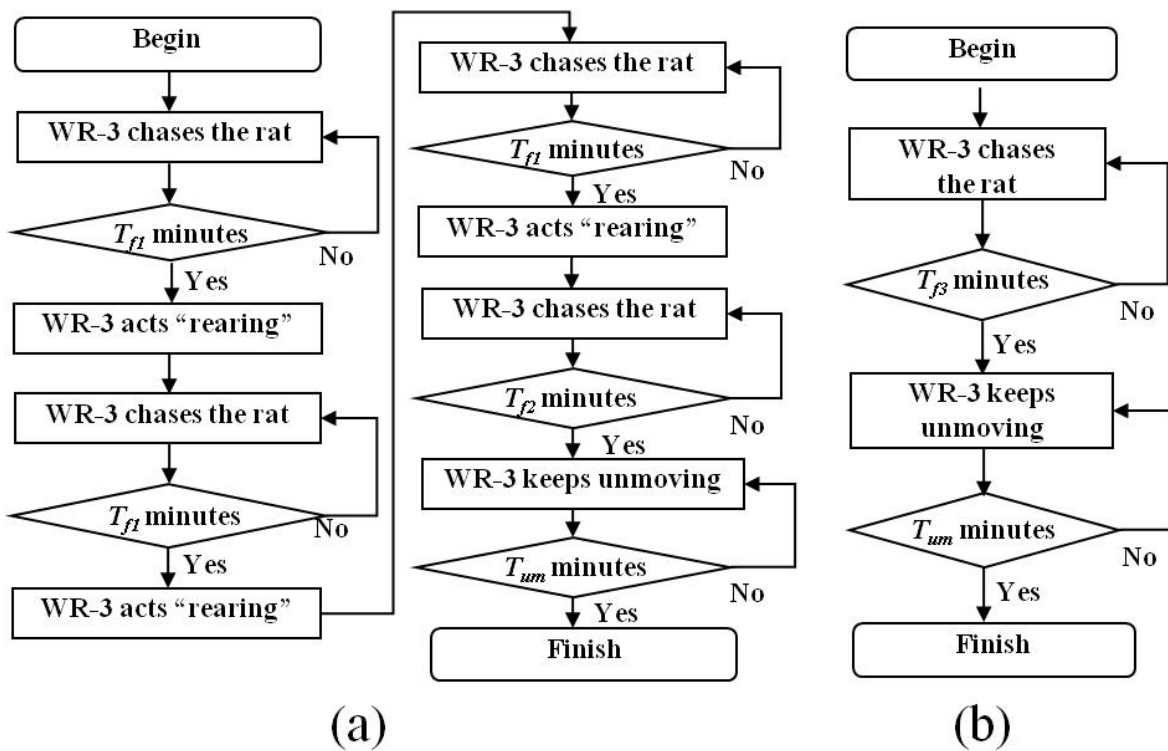 Begin
WR-3 chases the rat
Tf1 minutes
No
Yes
WR-3 acts “rearing”
WR-3 chases the rat
Tf1 minutes
No
Yes
WR-3 acts “rearing”
WR-3 chases the rat
Tf1 minutes
No
Yes
WR-3 acts “rearing”
WR-3 chases the rat
Tf2 minutes
No
Yes
WR-3 keeps unmoving
Tum minutes
No
Yes
Finish
(a)
Begin
WR-3 chases
the rat
Tf3 minutes
No
Yes
WR-3 keeps
unmoving
Tum minutes
No
Yes
Finish
(b)